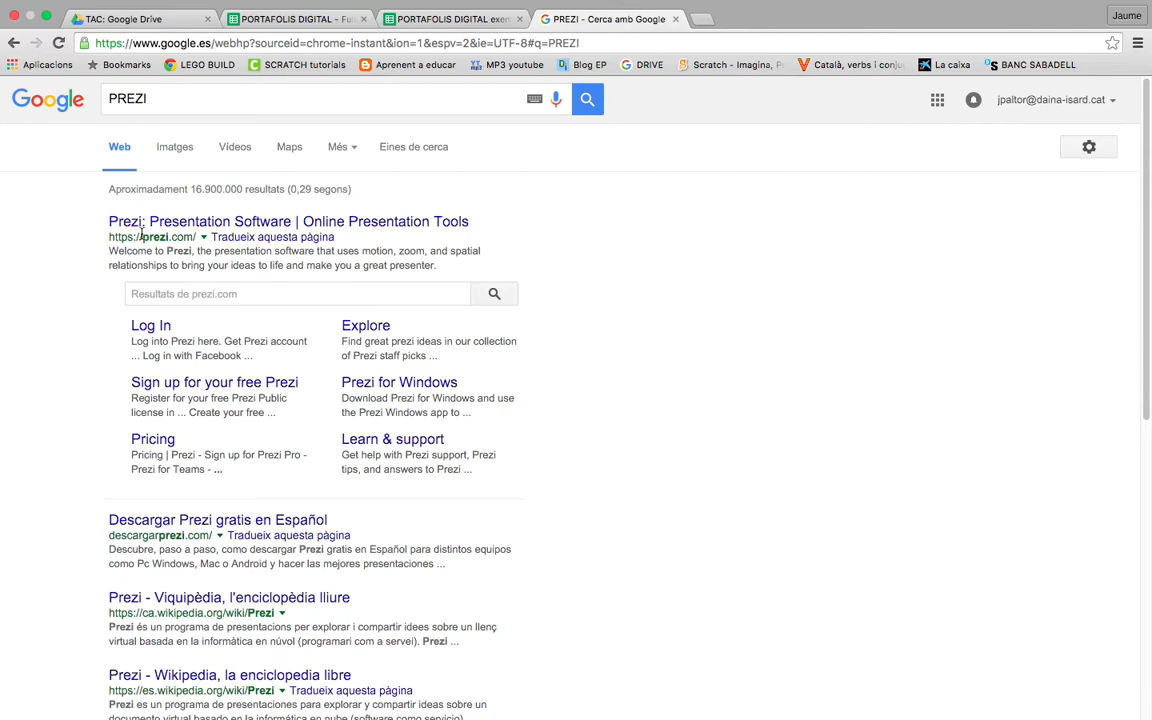 TAC: Google Drive
PORTAFOLIS DIGITAL - Full
PORTAFOLIS DIGITAL exem
PREZI - Cerca amb Google
Jaume
https://www.google.es/webhp?sourceid=chrome-instant&ion=1&espv=2&ie=UTF-8#q=PREZI
Aplicacions
Bookmarks
LEGO BUILD
SCRATCH tutorials
Aprenent a educar
MP3 youtube
Blog EP
DRIVE
Scratch - Imagina, P
Català, verbs i conju
La caixa
BANC SABADELL
Google
PREZI
jpaltor@daina-isard.cat
Web
Imatges
Vídeos
Maps
Més
Eines de cerca
Aproximadament 16.900.000 resultats (0,29 segons)
Prezi: Presentation Software | Online Presentation Tools
https://prezi.com/ Tradueix aquesta pàgina
Welcome to Prezi, the presentation software that uses motion, zoom, and spatial
relationships to bring your ideas to life and make you a great presenter.
Resultats de prezi.com
Log In
Log into Prezi here. Get Prezi account
... Log in with Facebook ...
Explore
Find great prezi ideas in our collection
of Prezi staff picks ...
Sign up for your free Prezi
Register for your free Prezi Public
license in ... Create your free ...
Prezi for Windows
Download Prezi for Windows and use
the Prezi Windows app to ...
Pricing
Pricing | Prezi - Sign up for Prezi Pro -
Prezi for Teams - ...
Learn & support
Get help with Prezi support, Prezi
tips, and answers to Prezi ...
Descargar Prezi gratis en Español
descargarprezi.com/ Tradueix aquesta pàgina
Descubre, paso a paso, como descargar Prezi gratis en Español para distintos equipos
como Pc Windows, Mac o Android y hacer las mejores presentaciones ...
Prezi - Viquipèdia, l'enciclopèdia lliure
https://ca.wikipedia.org/wiki/Prezi
Prezi és un programa de presentacions per explorar i compartir idees sobre un llenç
virtual basada en la informàtica en núvol (programari com a servei). Prezi ...
Prezi - Wikipedia, la enciclopedia libre
https://es.wikipedia.org/wiki/Prezi Tradueix aquesta pàgina
Prezi es un programa de presentaciones para explorar y compartir ideas sobre un
documento virtual basado en la informática en nube (software como servicio).